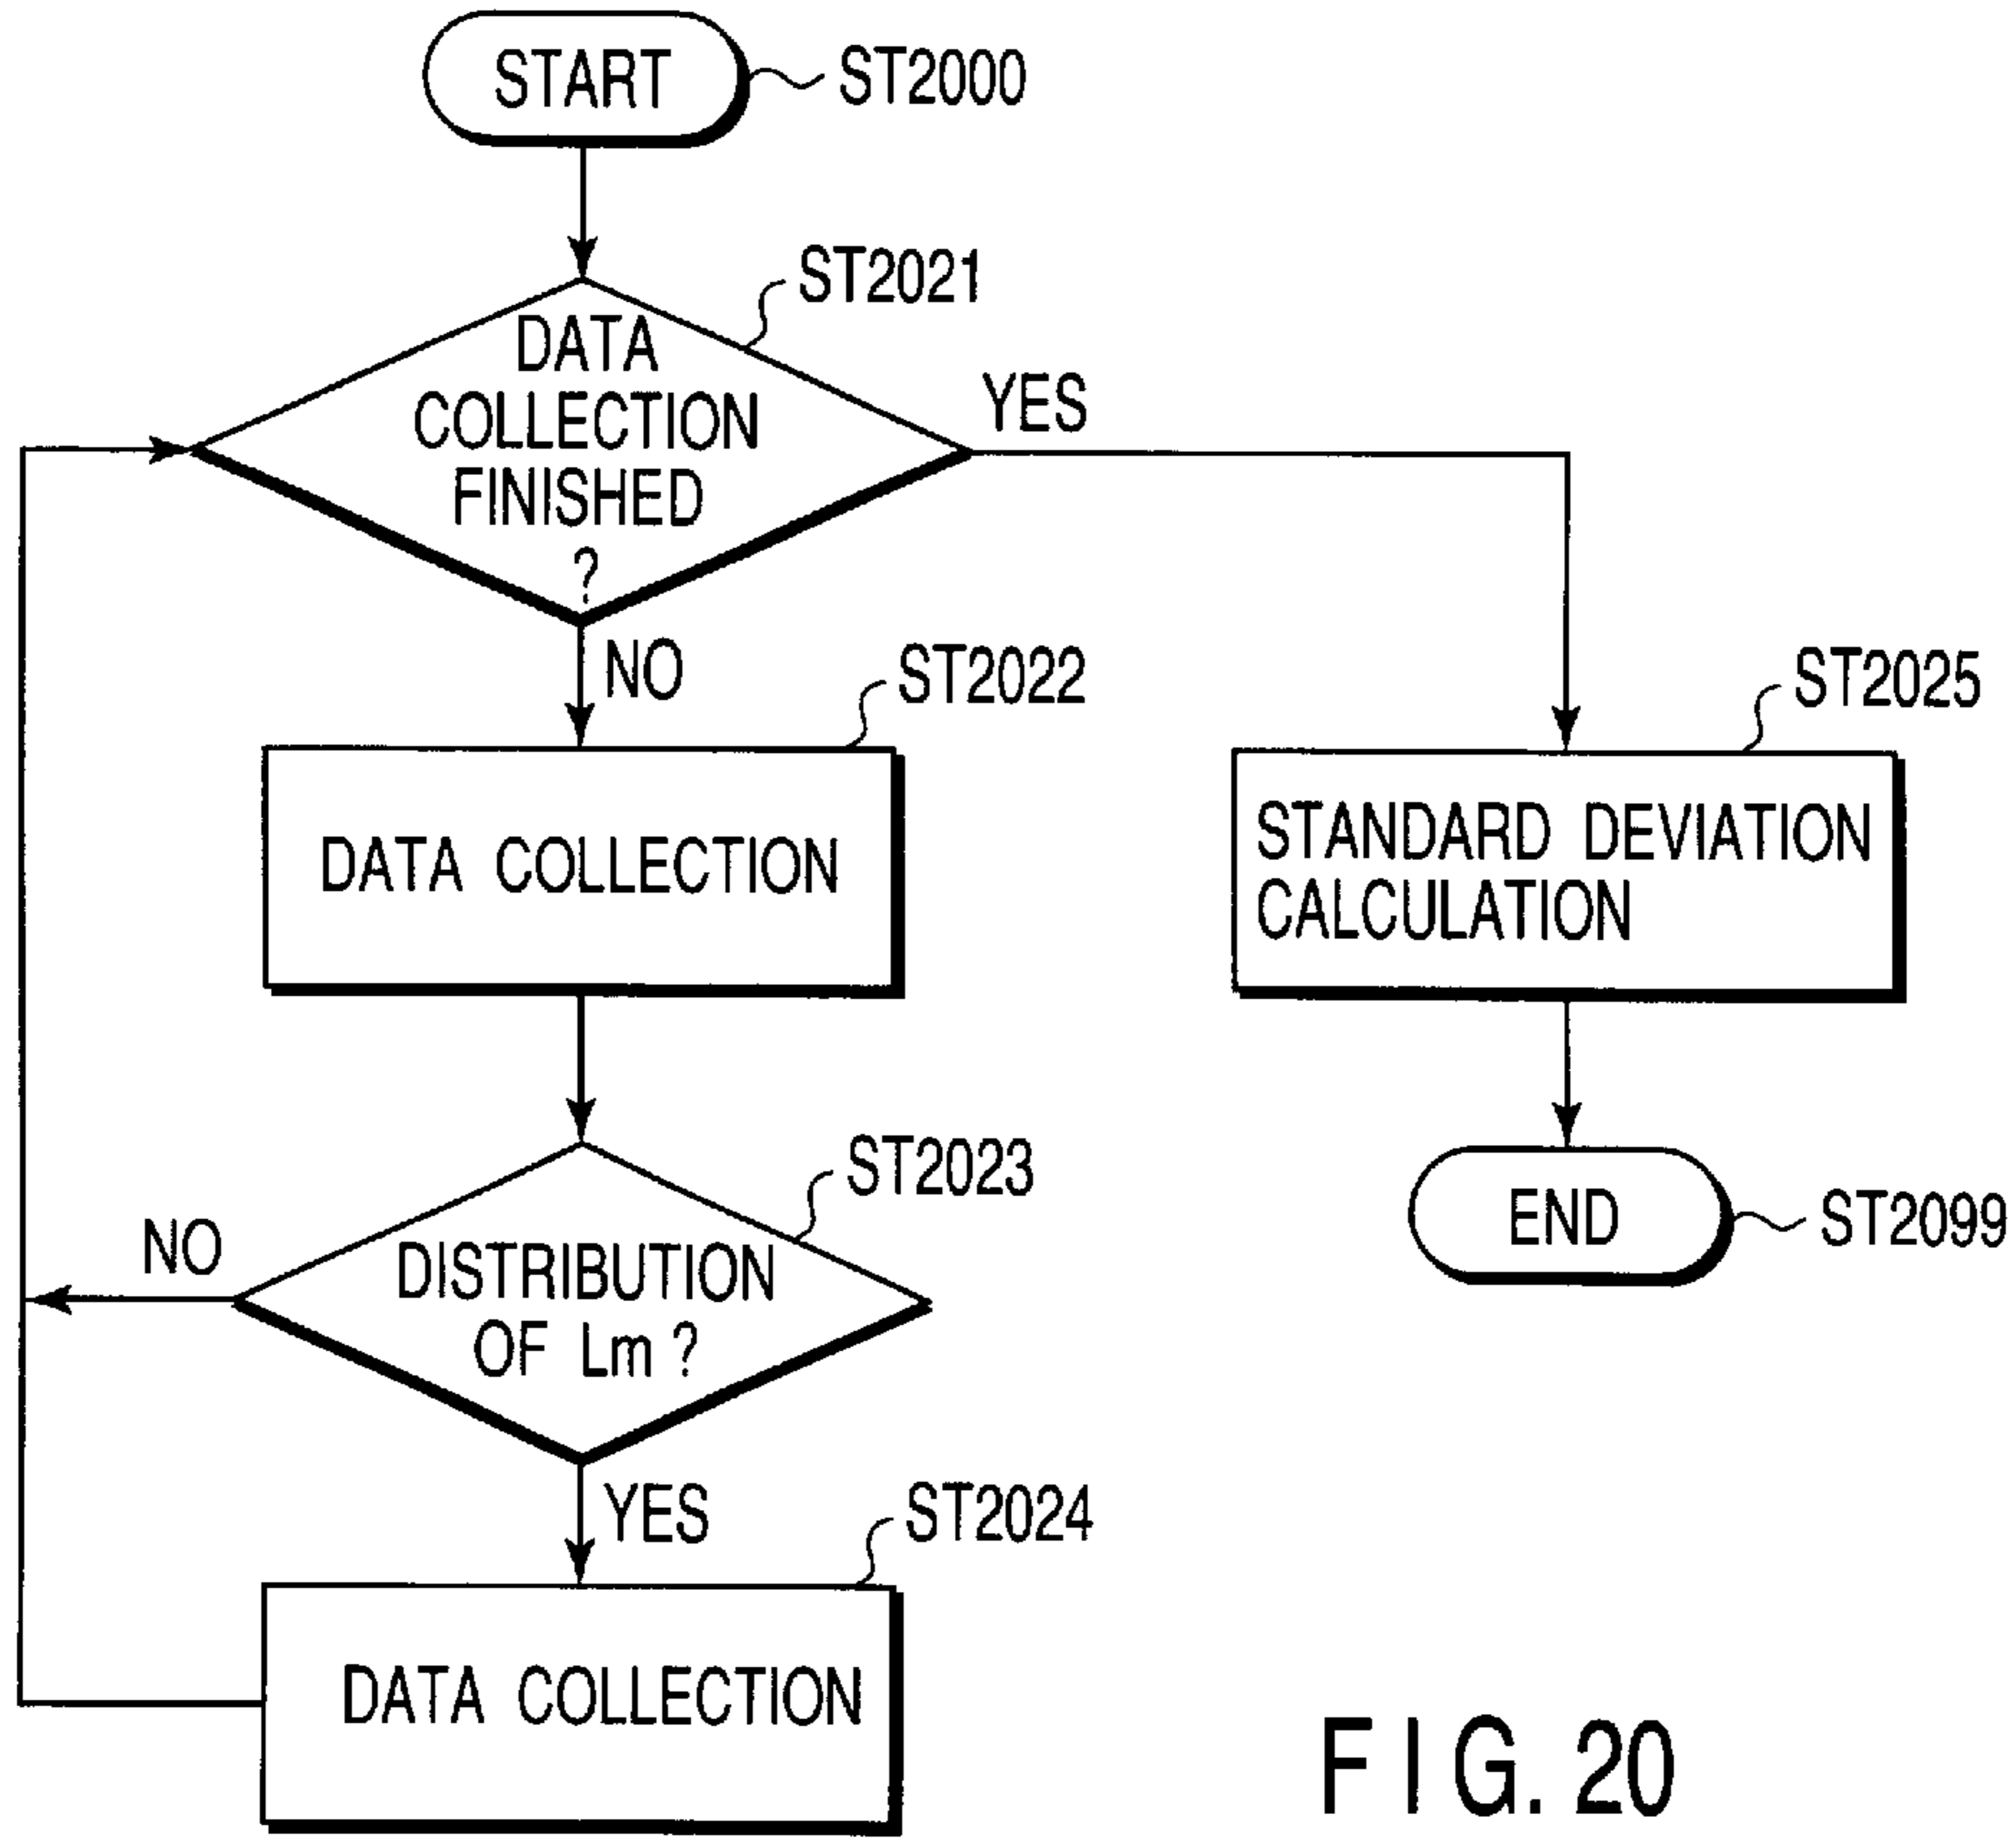 START
ST2000
ST2021
DATA
COLLECTION
FINISHED
?
YES
NO
ST2022
DATA COLLECTION
ST2025
STANDARD DEVIATION
CALCULATION
ST2023
DISTRIBUTION
OF Lm ?
NO
END
ST2099
YES
ST2024
DATA COLLECTION
FIG. 20